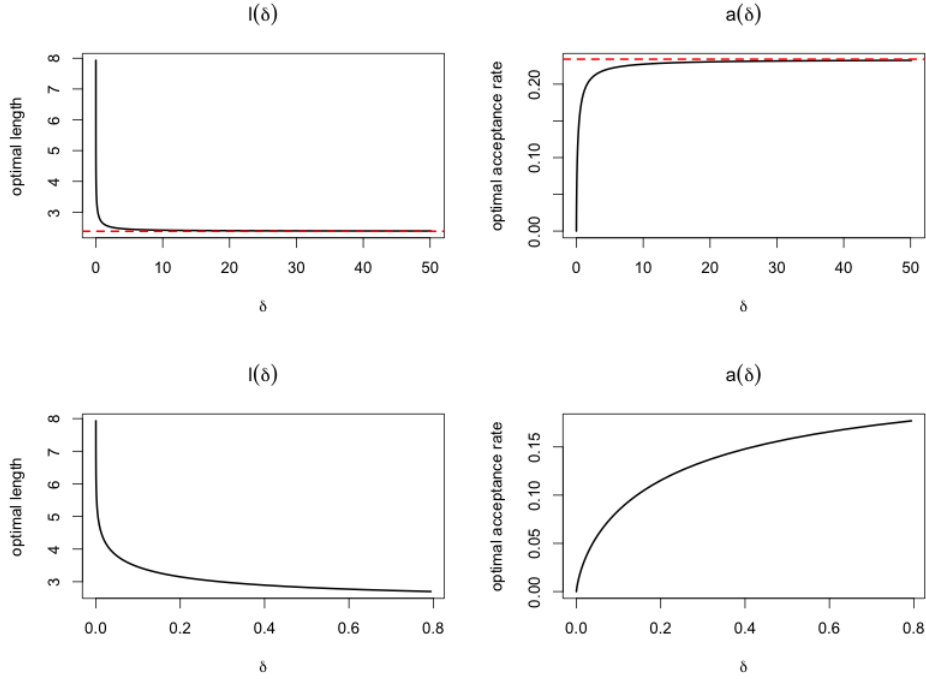 l(δ)
optimal length
3 4 5 6 7 8
0 10 20 30 40 50
δ
a(δ)
optimal acceptance rate
0.00 0.10 0.20
0 10 20 30 40 50
δ
l(δ)
optimal length
3 4 5 6 7 8
0.0 0.2 0.4 0.6 0.8
δ
a(δ)
optimal acceptance rate
0.00 0.05 0.10 0.15
0.0 0.2 0.4 0.6 0.8
δ